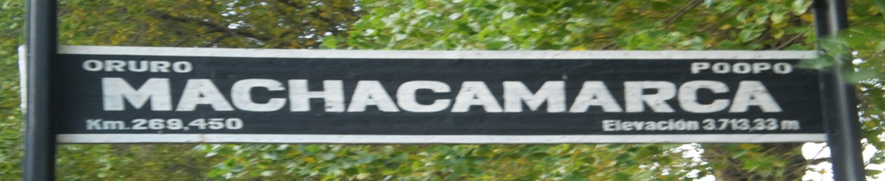 ORURO POOPO
MACHACAMARCA
Km. 269,450 Elevación 3.713,33 m